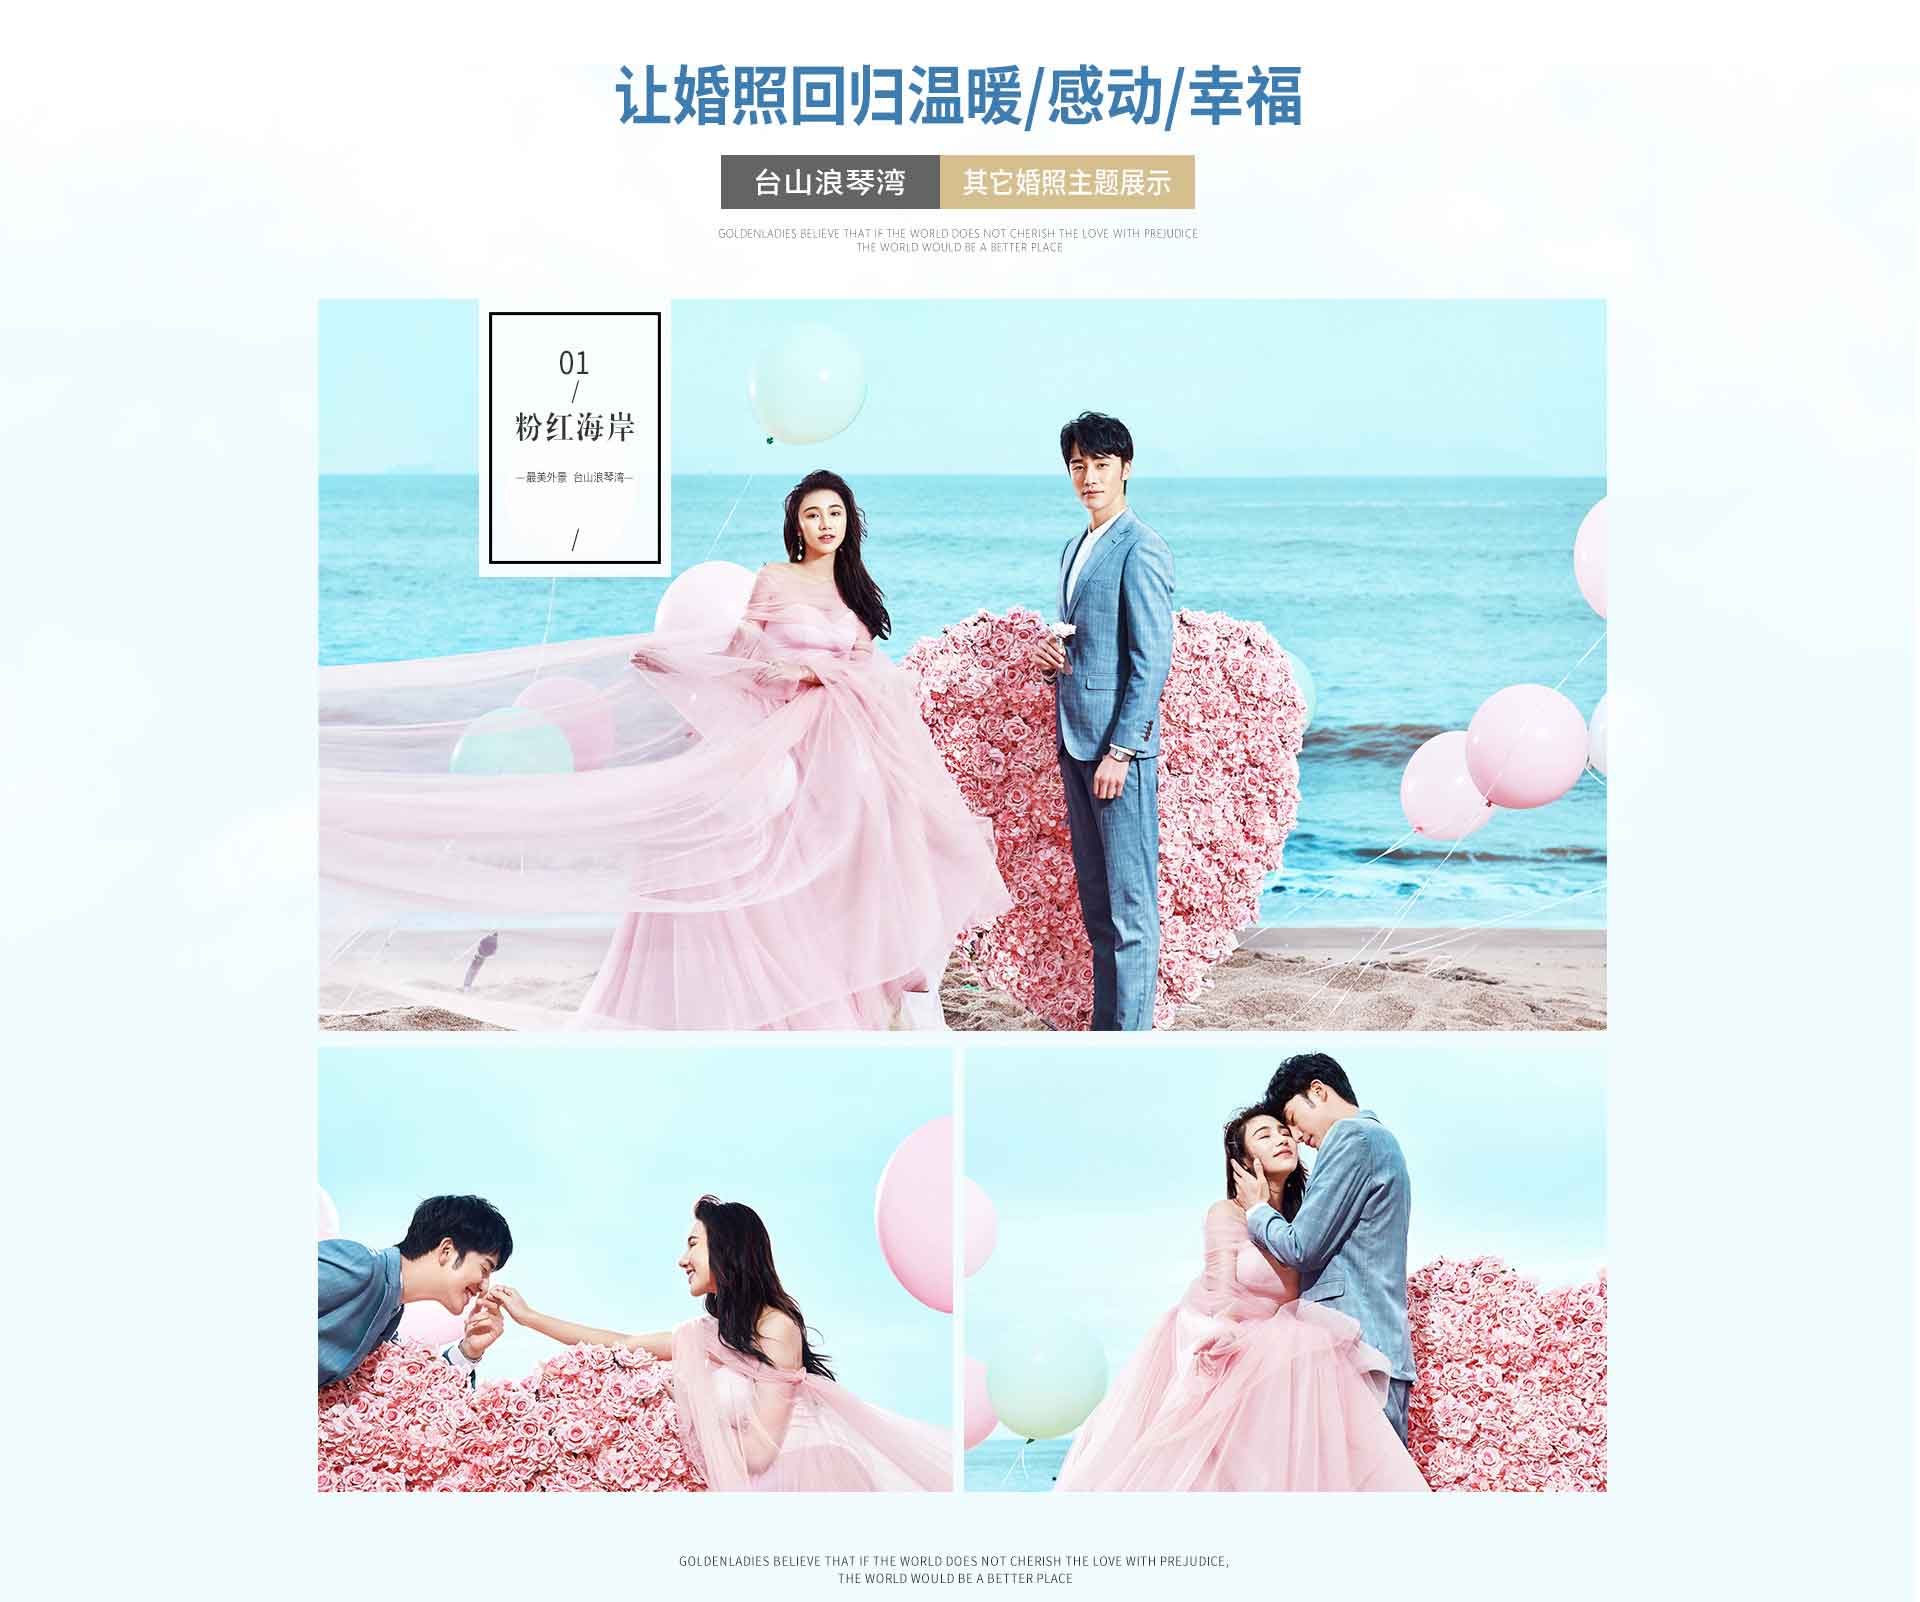 让婚照回归温暖/感动/幸福
台山浪琴湾 其它婚照主题展示
GOLDENLADIES BELIEVE THAT IF THE WORLD DOES NOT CHERISH THE LOVE WITH PREJUDICE
THE WORLD WOULD BE A BETTER PLACE
01
/
粉红海岸
—最美外景 台山浪琴湾—
/
GOLDENLADIES BELIEVE THAT IF THE WORLD DOES NOT CHERISH THE LOVE WITH PREJUDICE,
THE WORLD WOULD BE A BETTER PLACE